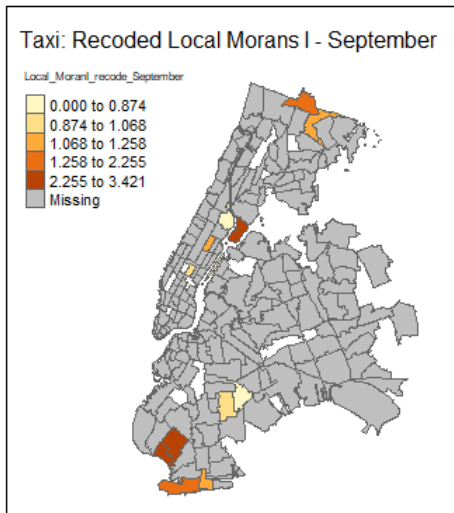 Taxi: Recoded Local Morans I - September
Local_MoranI_recode_September
0.000 to 0.874
0.874 to 1.068
1.068 to 1.258
1.258 to 2.255
2.255 to 3.421
Missing